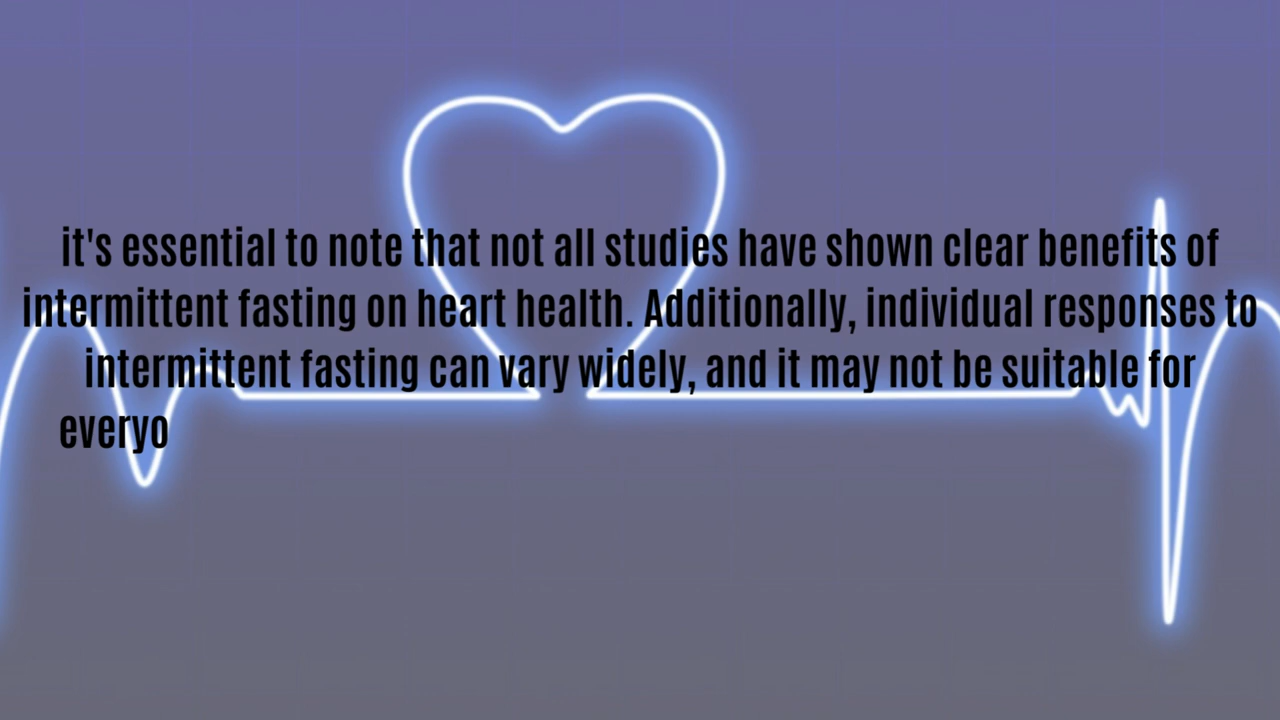 it's essential to note that not all studies have shown clear benefits of
intermittent fasting on heart health. Additionally, individual responses to
intermittent fasting can vary widely, and it may not be suitable for
everyo